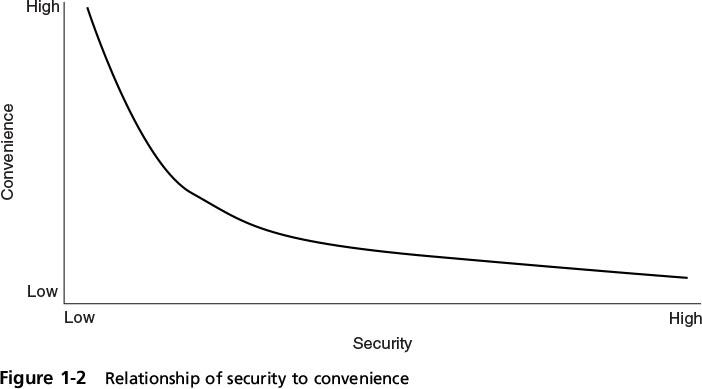 High
Convenience
Low
Low
High
Security
Figure 1-2 Relationship of security to convenience